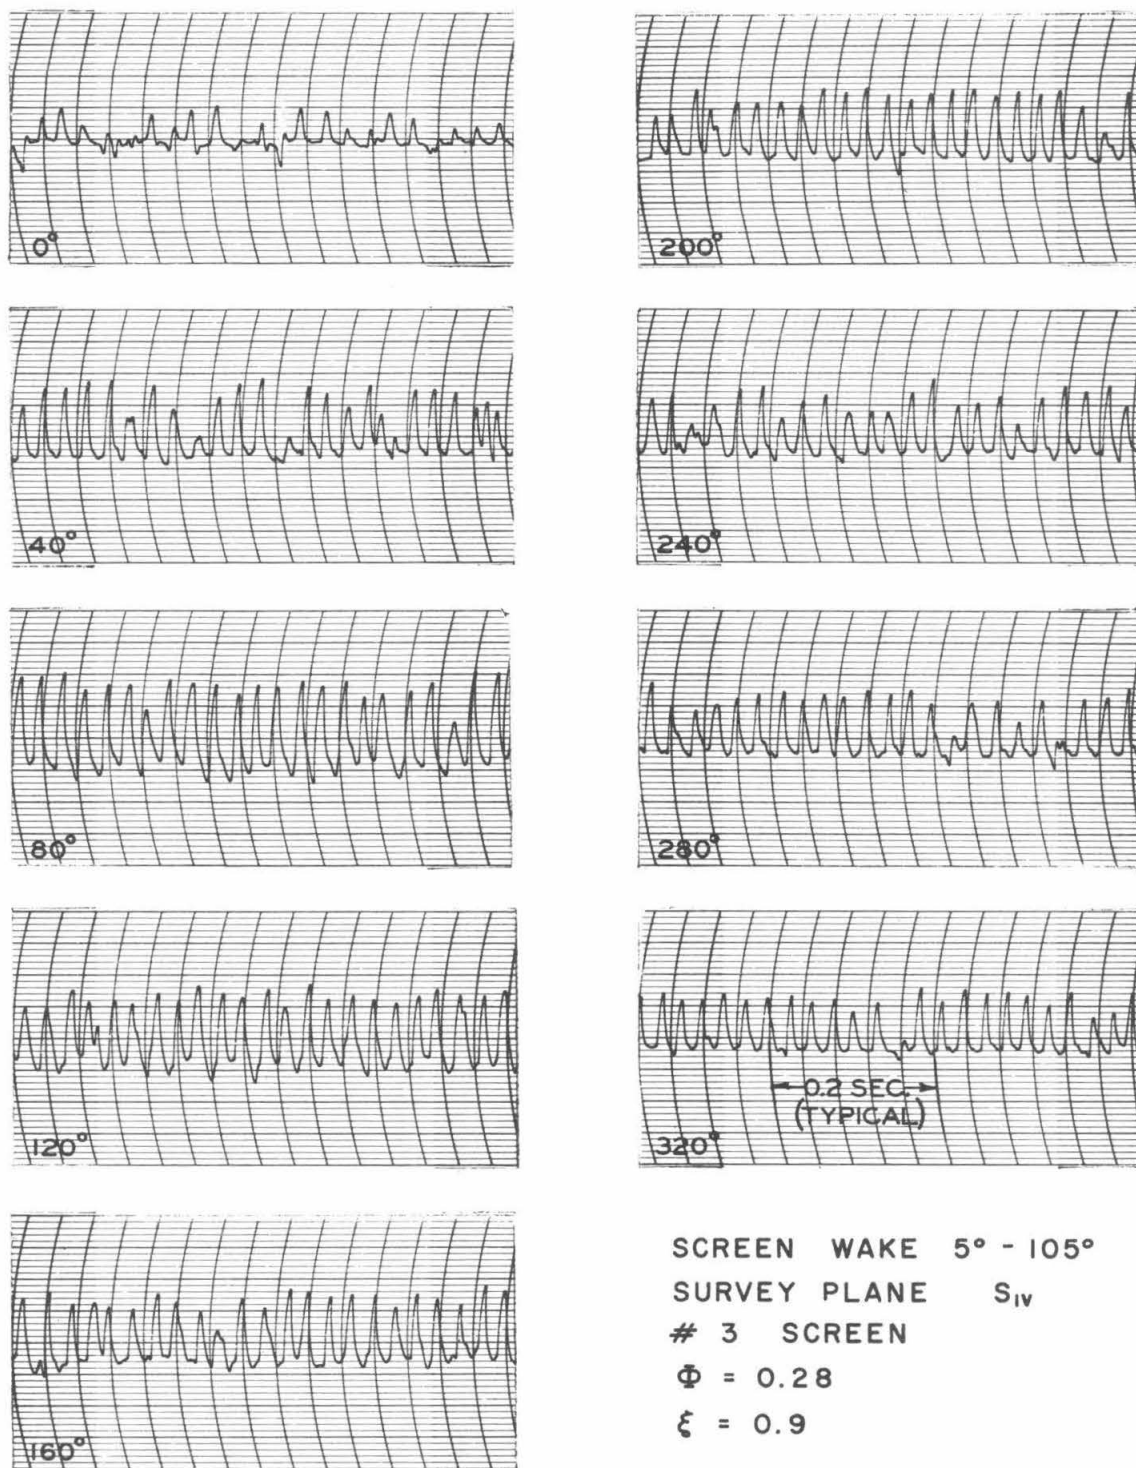 0°
200°
40°
240°
80°
280°
120°
0.2 SEC.
(TYPICAL)
320°
160°
SCREEN WAKE 5° - 105°
SURVEY PLANE S_IV
# 3 SCREEN
Φ = 0.28
ξ = 0.9